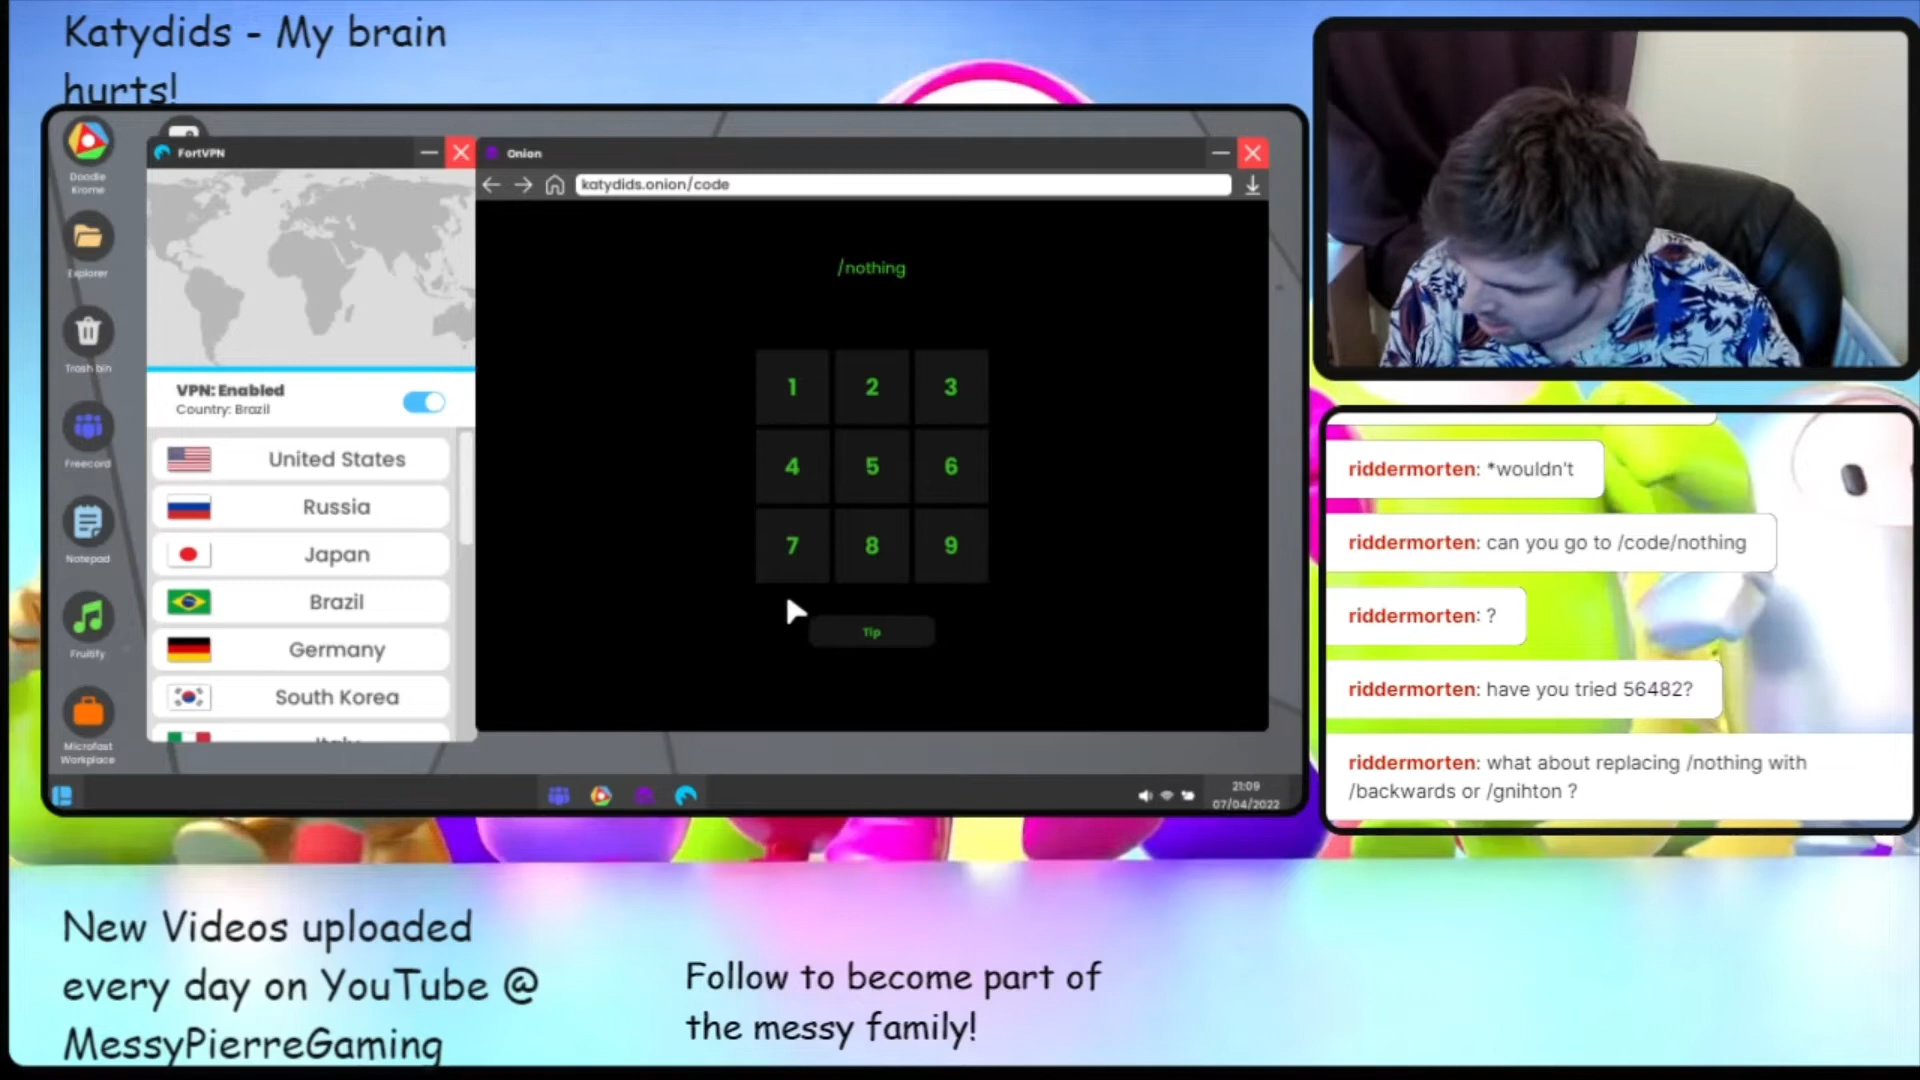 Katydids - My brain
hurts!
Doodle
Krome
Explorer
Trash bin
Freecord
Notepad
Fruitify
Microfast
Workplace
FortVPN
VPN: Enabled
Country: Brazil
United States
Russia
Japan
Brazil
Germany
South Korea
Italy
Onion
katydids.onion/code
/nothing
1 2 3
4 5 6
7 8 9
Tip
21:09
07/04/2022
riddermorten: *wouldn't
riddermorten: can you go to /code/nothing
riddermorten: ?
riddermorten: have you tried 56482?
riddermorten: what about replacing /nothing with
/backwards or /gnihton ?
New Videos uploaded
every day on YouTube @
MessyPierreGaming
Follow to become part of
the messy family!